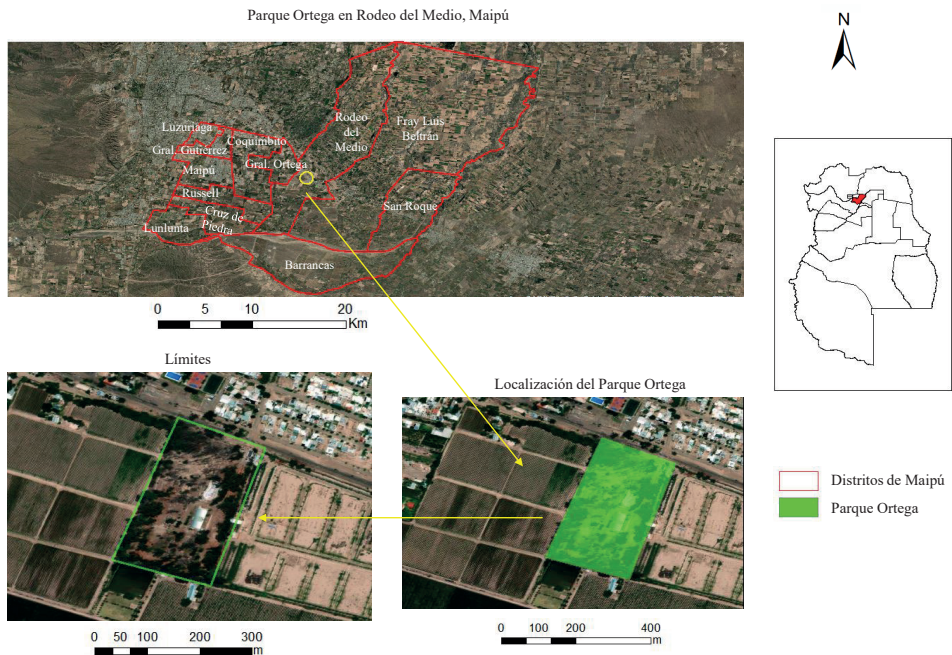 Parque Ortega en Rodeo del Medio, Maipú
N
Luzuriaga
Coquimbito
Gral. Gutiérrez
Gral. Ortega
Maipú
Russell
Cruz de
Piedra
Lunlunta
Rodeo
del
Medio
Fray Luis
Beltrán
San Roque
Barrancas
0 5 10 20
Km
Límites
Localización del Parque Ortega
Distritos de Maipú
Parque Ortega
0 50 100 200 300
m
0 100 200 400
m